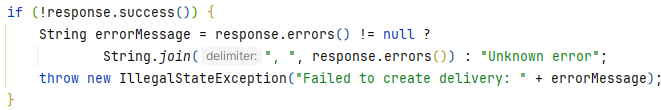 if (!response.success()) {
    String errorMessage = response.errors() != null ?
            String.join( delimiter: ", ", response.errors()) : "Unknown error";
    throw new IllegalStateException("Failed to create delivery: " + errorMessage);
}